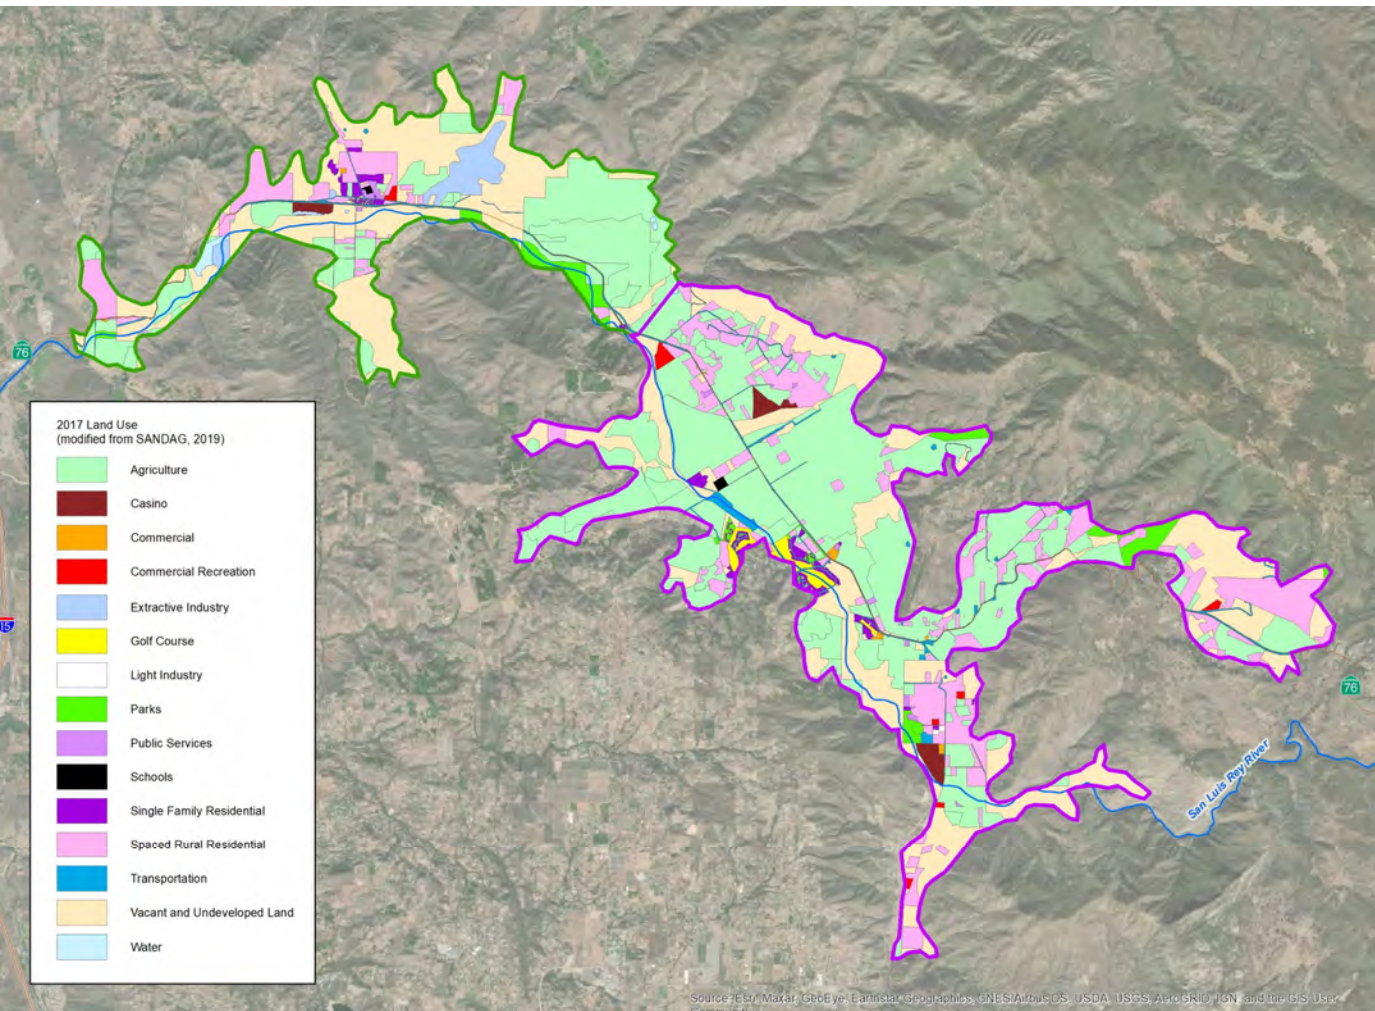 76
2017 Land Use
(modified from SANDAG, 2019)
Agriculture
Casino
Commercial
Commercial Recreation
Extractive Industry
Golf Course
15
Light Industry
76
Parks
Public Services
Schools
San Luis Rey River
Single Family Residential
Spaced Rural Residential
Transportation
Vacant and Undeveloped Land
Water
Source: Esri, Maxar, GeoEye, Earthstar Geographics, CNES/Airbus DS, USDA, USGS, AeroGRID, IGN, and the GIS User